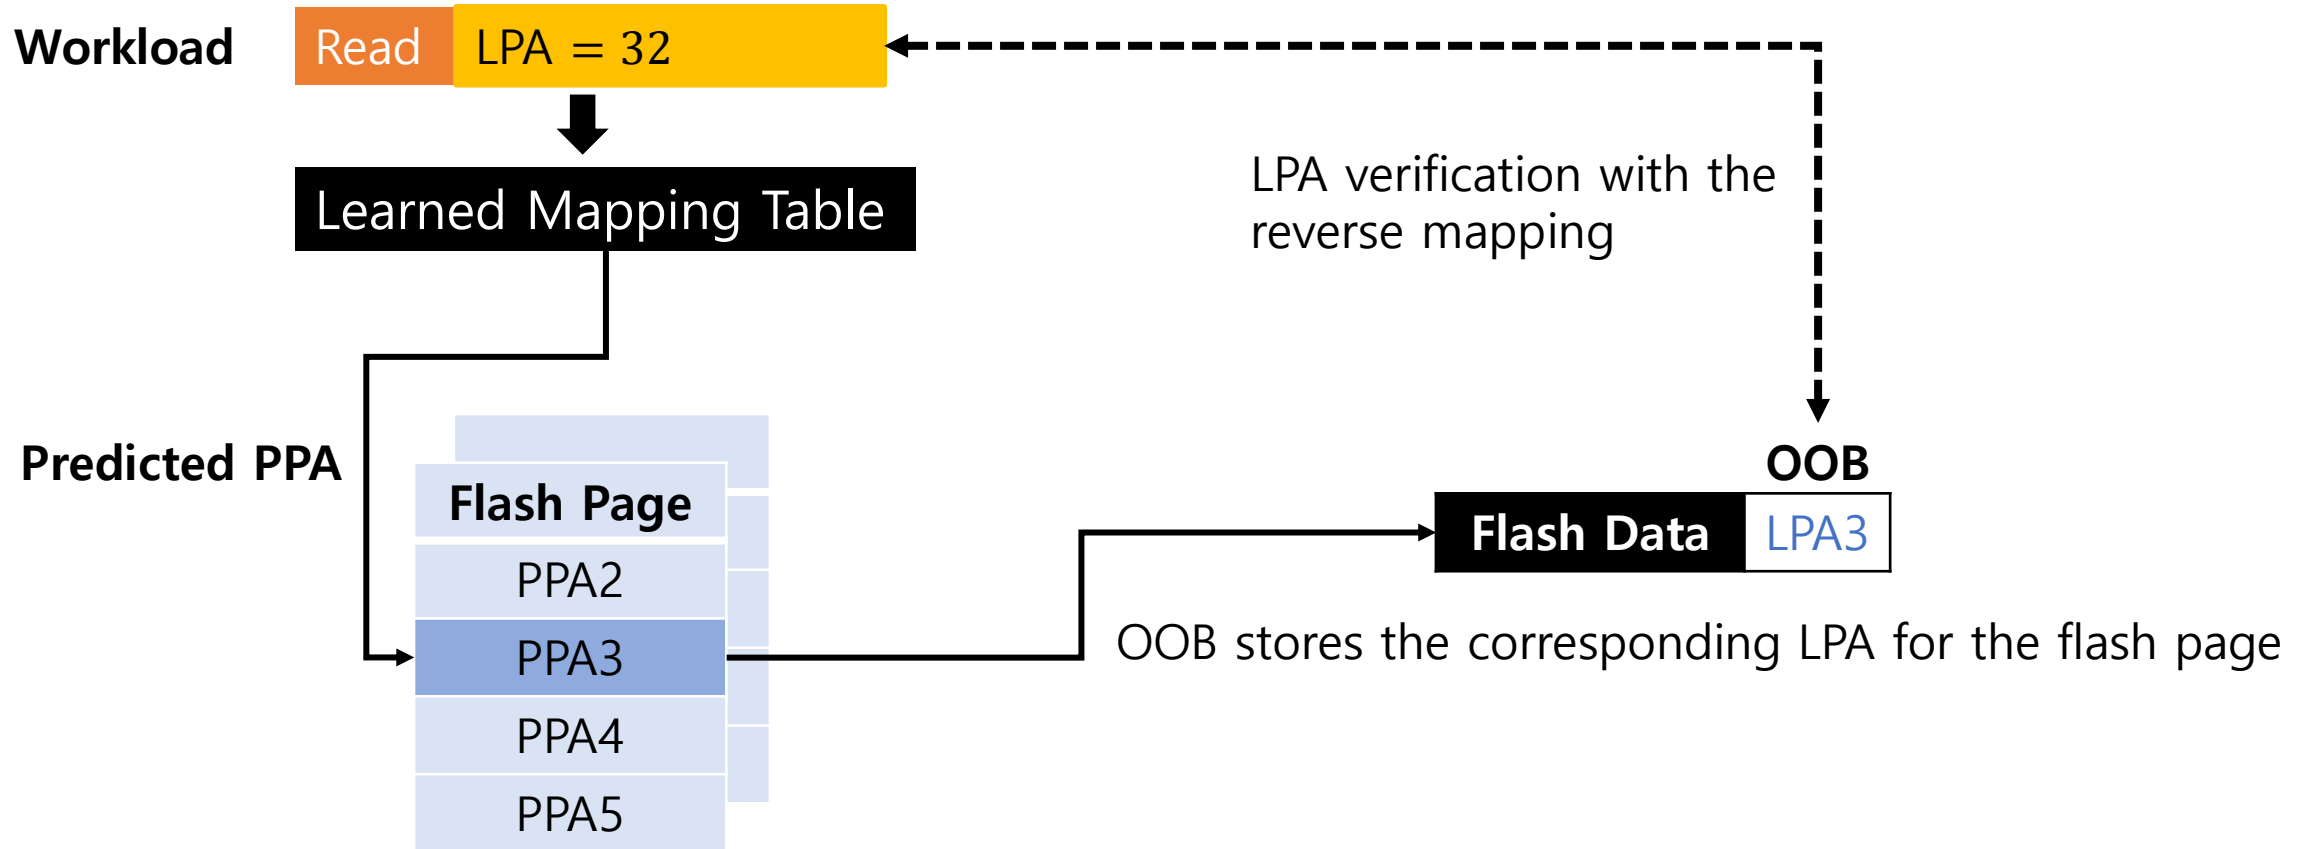 Workload
Read
LPA = 32
Learned Mapping Table
LPA verification with the
reverse mapping
Predicted PPA
Flash Page
PPA2
PPA3
PPA4
PPA5
OOB
Flash Data
LPA3
OOB stores the corresponding LPA for the flash page